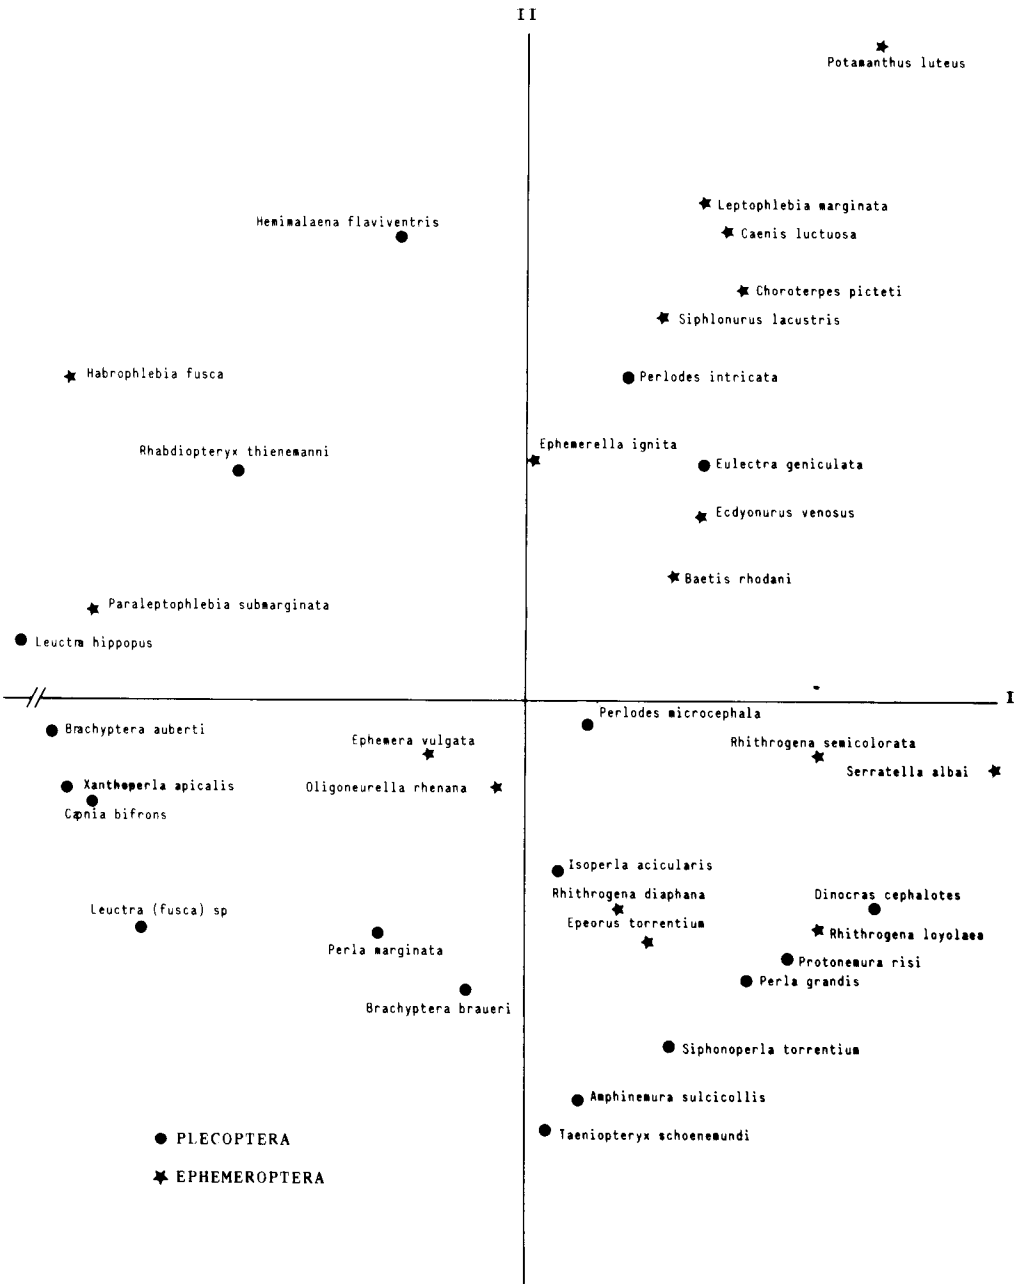 II
Potamanthus luteus
Leptophlebia marginata
Hemimalaena flaviventris
Caenis luctuosa
Choroterpes picteti
Siphlonurus lacustris
Habrophlebia fusca
Perlodes intricata
Ephemerella ignita
Rhabdiopteryx thienemanni
Eulectra geniculata
Ecdyonurus venosus
Baetis rhodani
Paraleptophlebia submarginata
Leuctra hippopus
I
Perlodes microcephala
Brachyptera auberti
Ephemera vulgata
Rhithrogena semicolorata
Serratella albai
Xanthoperla apicalis
Oligoneurella rhenana
Capnia bifrons
Isoperla acicularis
Rhithrogena diaphana
Dinocras cephalotes
Leuctra (fusca) sp
Epeorus torrentium
Rhithrogena loyolaea
Perla marginata
Protonemura risi
Perla grandis
Brachyptera braueri
Siphonoperla torrentium
Amphinemura sulcicollis
Taeniopteryx schoenemundi
PLECOPTERA
EPHEMEROPTERA